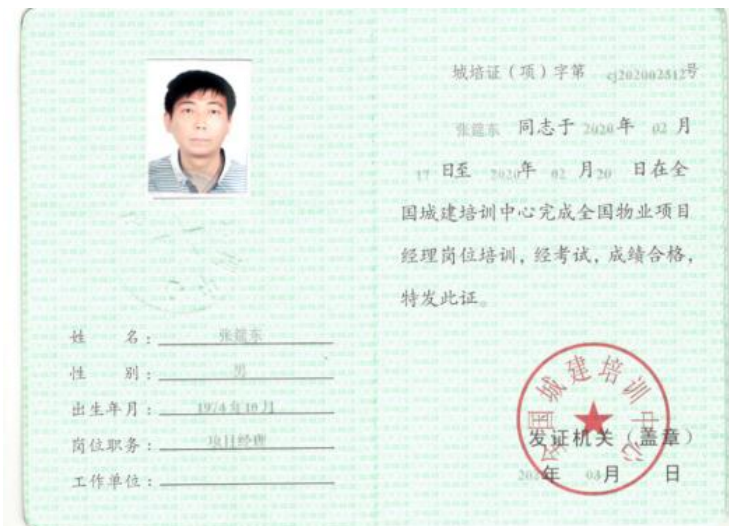 城培证（项）字第 cj202002512号
张 东 同志于 2020年 02 月
17 日至 2020年 02 月20 日在全
国城建培训中心完成全国物业项目
经理岗位培训，经考试，成绩合格，
特发此证。
姓 名：张 东
性 别：男
出生年月：1974年10月
岗位职务：项目经理
工作单位：
全国城建培训中心
发证机关（盖章）
年 03月 日